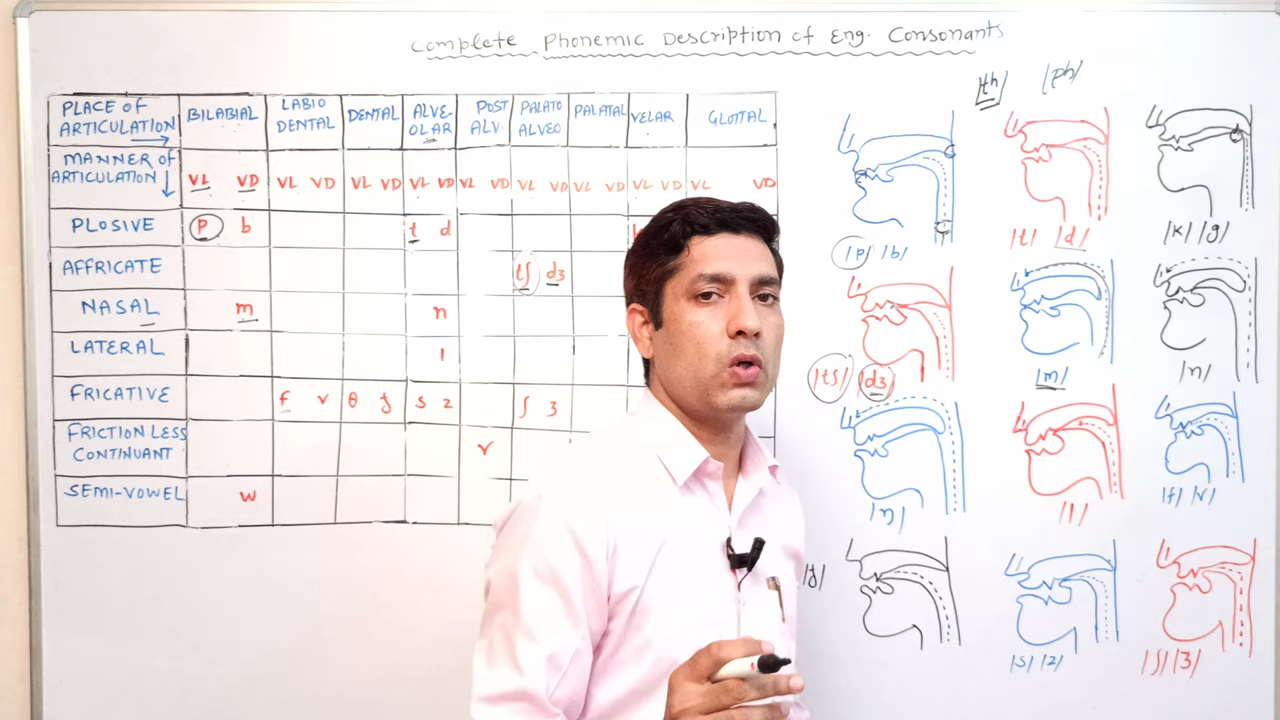 Complete Phonemic Description of Eng. Consonants
|th| |ph|
PLACE OF ARTICULATION BILABIAL LABIO DENTAL DENTAL ALVE-OLAR POST ALV. PALATO ALVEO PALATAL VELAR GLOTTAL
MANNER OF ARTICULATION VL VD VL VD VL VD VL VD VL VD VL VD VL VD VL VD VL VD
PLOSIVE p b t d
AFFRICATE tʃ dʒ
NASAL m n
LATERAL l
FRICATIVE f v θ ð s z ʃ ʒ
FRICTION LESS CONTINUANT r
SEMI-VOWEL w
|p| |b| |t| |d| |k| |g|
|tʃ| |dʒ| |m| |n|
|ŋ| |l| |f| |v|
|s| |z| |ʃ| |ʒ|